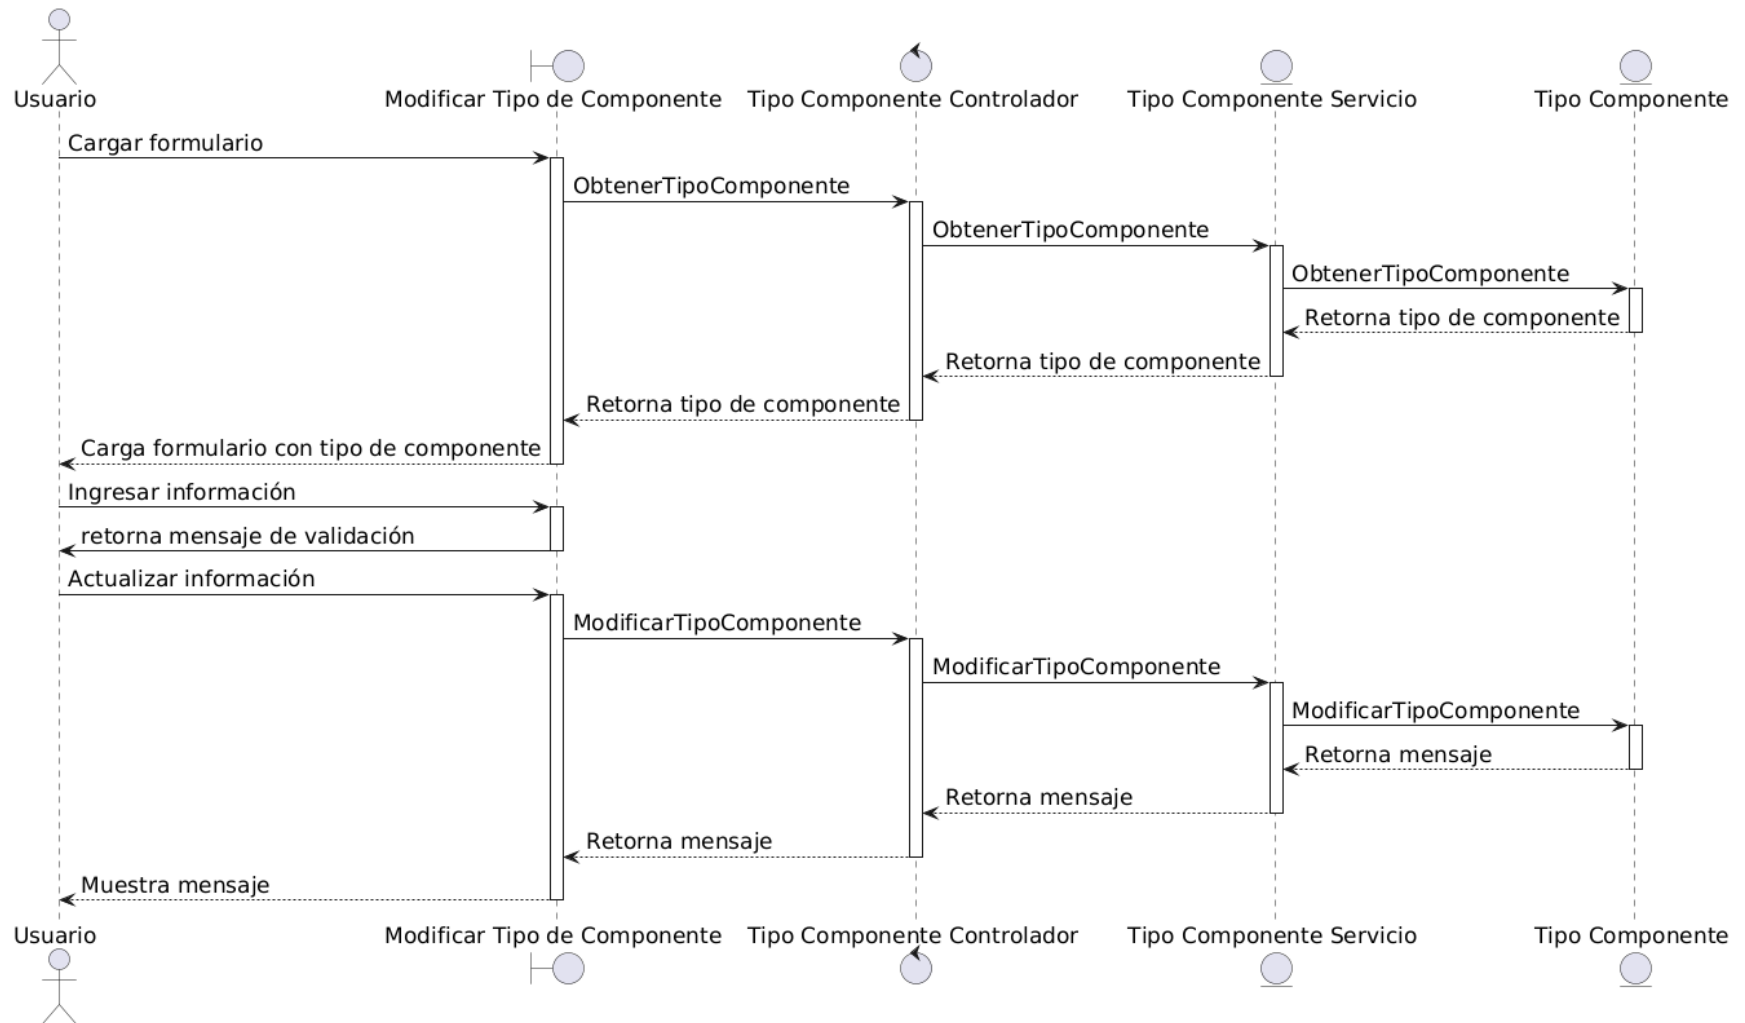 Usuario
Modificar Tipo de Componente
Tipo Componente Controlador
Tipo Componente Servicio
Tipo Componente
Cargar formulario
ObtenerTipoComponente
ObtenerTipoComponente
ObtenerTipoComponente
Retorna tipo de componente
Retorna tipo de componente
Retorna tipo de componente
Carga formulario con tipo de componente
Ingresar información
retorna mensaje de validación
Actualizar información
ModificarTipoComponente
ModificarTipoComponente
ModificarTipoComponente
Retorna mensaje
Retorna mensaje
Retorna mensaje
Muestra mensaje
Usuario
Modificar Tipo de Componente
Tipo Componente Controlador
Tipo Componente Servicio
Tipo Componente